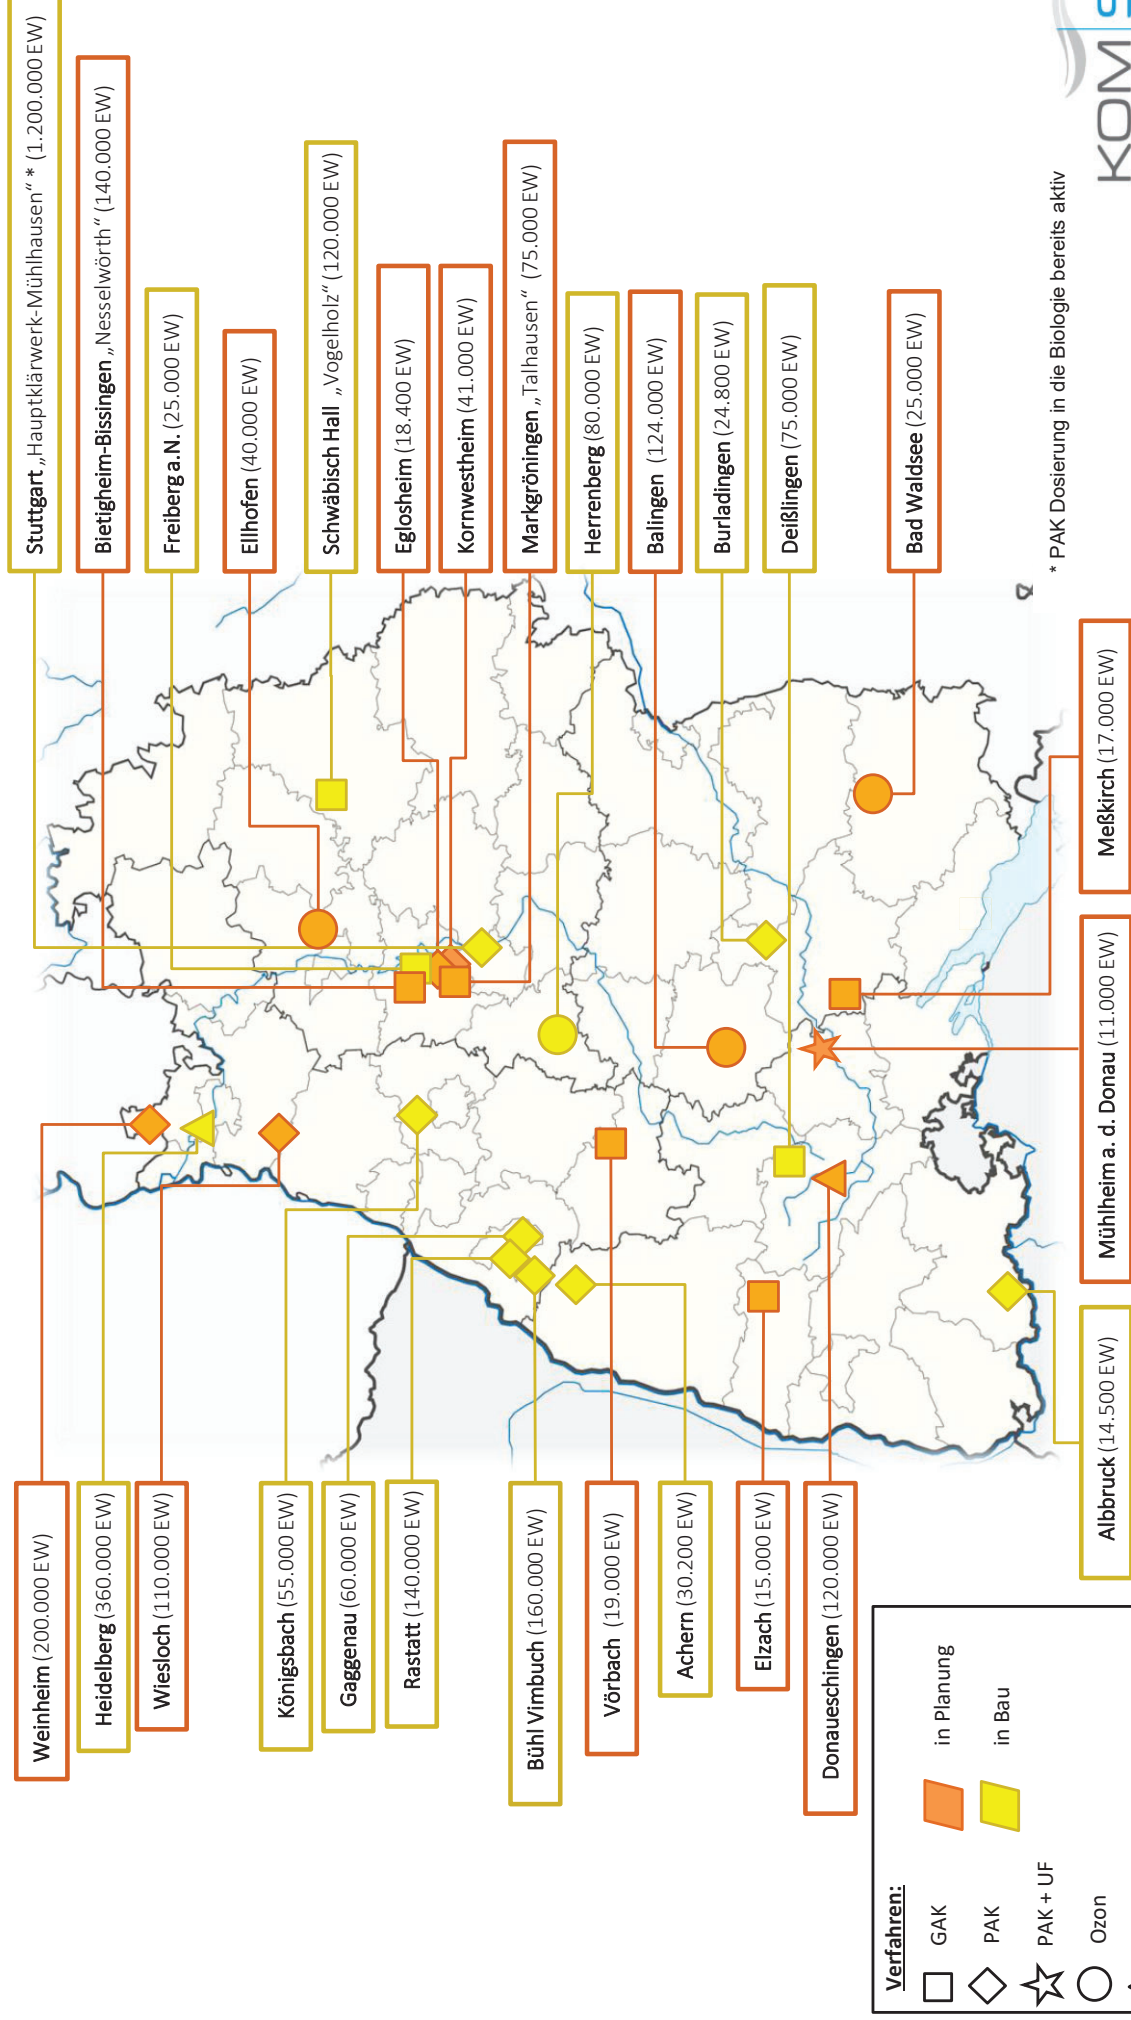 Stuttgart „Hauptklärwerk-Mühlhausen“ * (1.200.000 EW)
Bietigheim-Bissingen „Nesselwörth“ (140.000 EW)
Freiberg a.N. (25.000 EW)
Ellhofen (40.000 EW)
Schwäbisch Hall „Vogelholz“ (120.000 EW)
Eglosheim (18.400 EW)
Kornwestheim (41.000 EW)
Markgröningen „Talhausen“ (75.000 EW)
Herrenberg (80.000 EW)
Balingen (124.000 EW)
Burladingen (24.800 EW)
Deißlingen (75.000 EW)
Bad Waldsee (25.000 EW)
* PAK Dosierung in die Biologie bereits aktiv
KOM
Weinheim (200.000 EW)
Heidelberg (360.000 EW)
Wiesloch (110.000 EW)
Königsbach (55.000 EW)
Gaggenau (60.000 EW)
Rastatt (140.000 EW)
Bühl Vimbuch (160.000 EW)
Vörbach (19.000 EW)
Achern (30.200 EW)
Elzach (15.000 EW)
Donaueschingen (120.000 EW)
Albbruck (14.500 EW)
Mühlheim a. d. Donau (11.000 EW)
Meßkirch (17.000 EW)
Verfahren:
GAK
PAK
PAK + UF
Ozon
in Planung
in Bau